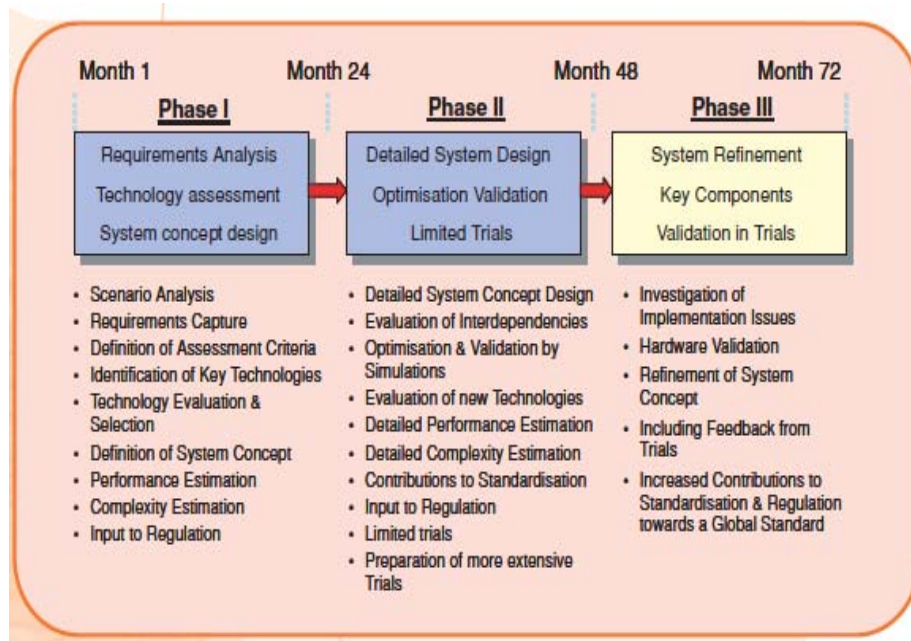 Month 1
Month 24
Month 48
Month 72
Phase I
Phase II
Phase III
Requirements Analysis
Technology assessment
System concept design
Detailed System Design
Optimisation Validation
Limited Trials
System Refinement
Key Components
Validation in Trials
• Scenario Analysis
• Requirements Capture
• Definition of Assessment Criteria
• Identification of Key Technologies
• Technology Evaluation &
Selection
• Definition of System Concept
• Performance Estimation
• Complexity Estimation
• Input to Regulation
• Detailed System Concept Design
• Evaluation of Interdependencies
• Optimisation & Validation by
Simulations
• Evaluation of new Technologies
• Detailed Performance Estimation
• Detailed Complexity Estimation
• Contributions to Standardisation
• Input to Regulation
• Limited trials
• Preparation of more extensive
Trials
• Investigation of
Implementation Issues
• Hardware Validation
• Refinement of System
Concept
• Including Feedback from
Trials
• Increased Contributions to
Standardisation & Regulation
towards a Global Standard